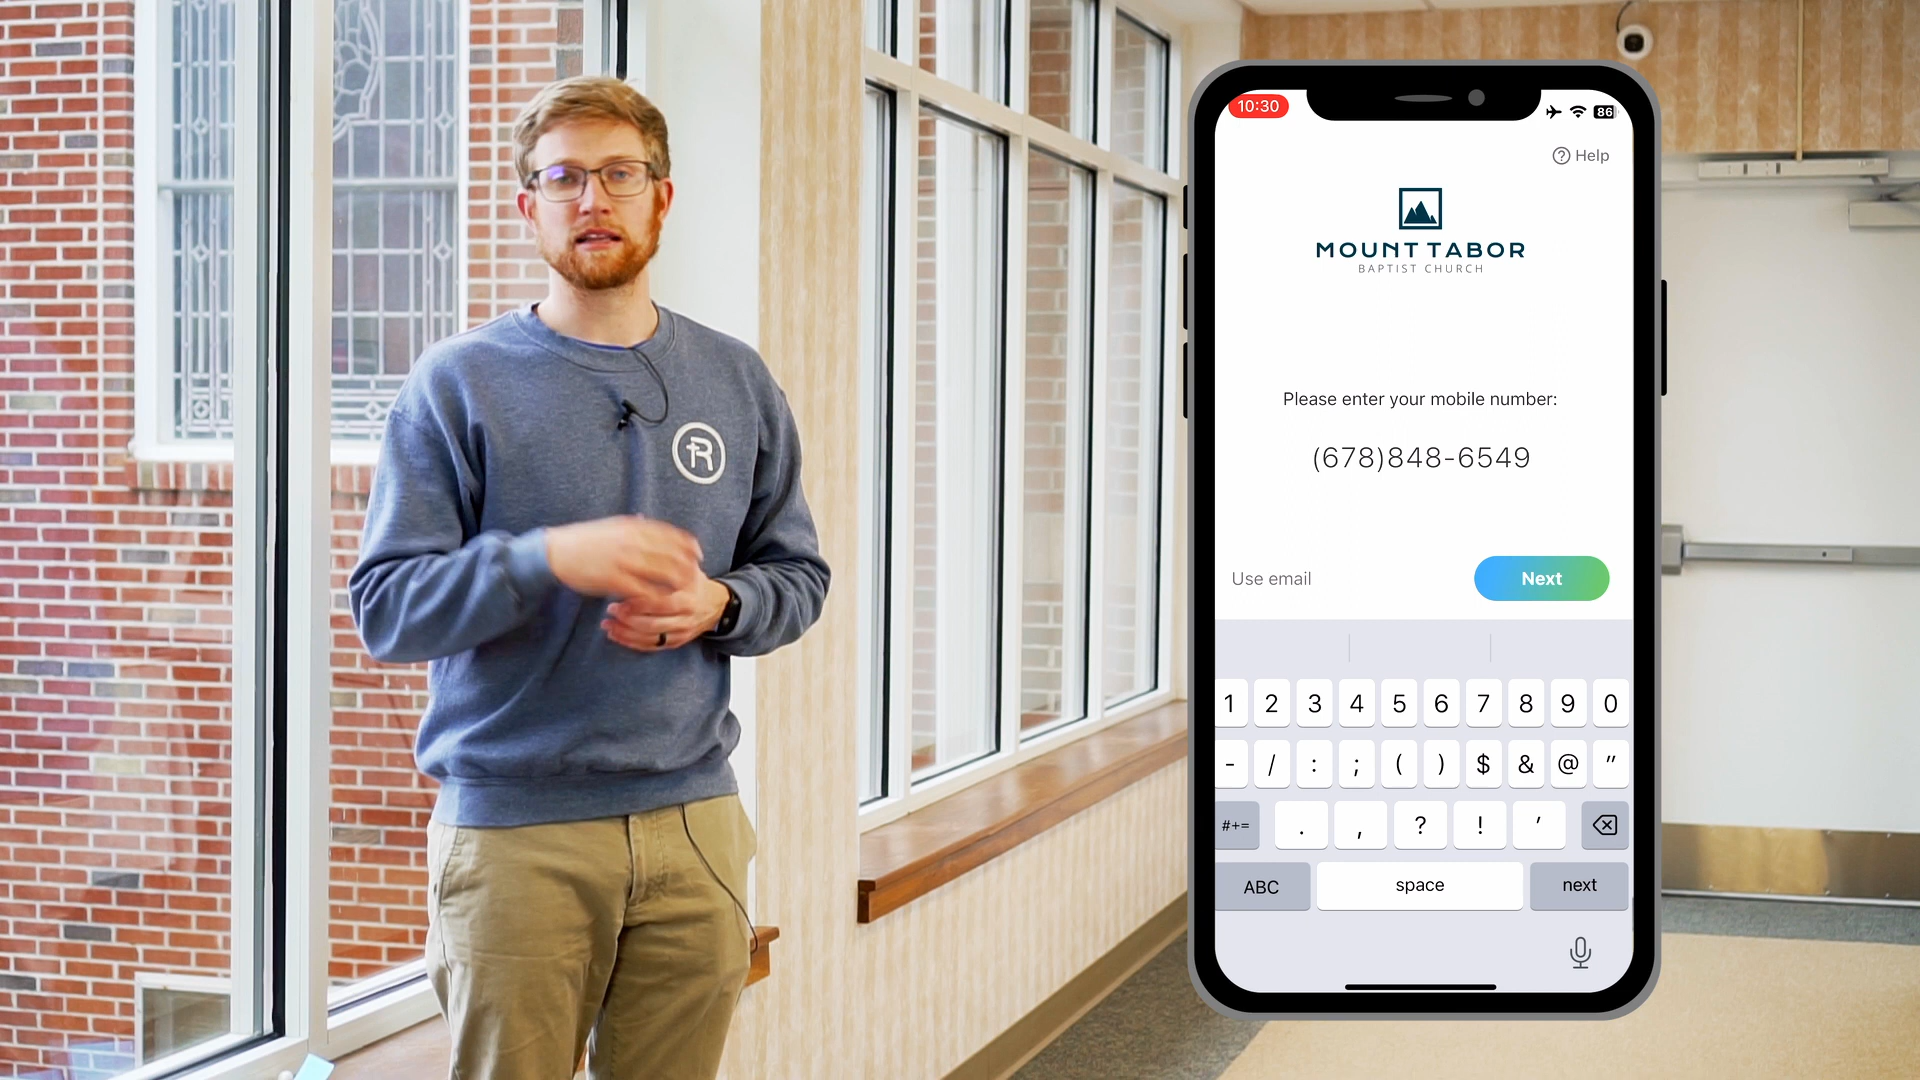 10:30
86
Help
MOUNT TABOR
BAPTIST CHURCH
Please enter your mobile number:
(678)848-6549
Use email
Next
1 2 3 4 5 6 7 8 9 0
- / : ; ( ) $ & @ "
#+= . , ? ! '
ABC space next
R